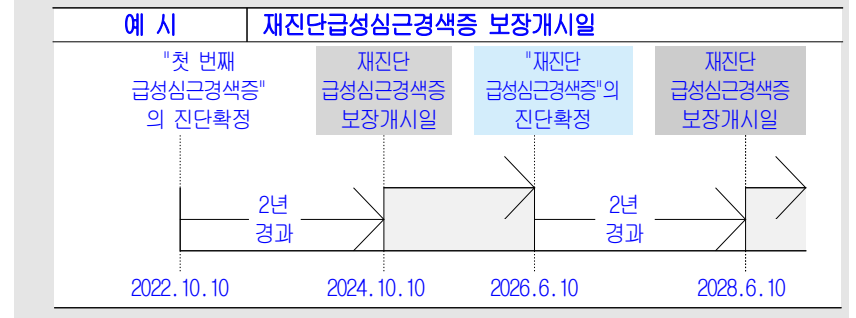 예 시
재진단급성심근경색증 보장개시일
"첫 번째
급성심근경색증"
의 진단확정
재진단
급성심근경색증
보장개시일
"재진단
급성심근경색증"의
진단확정
재진단
급성심근경색증
보장개시일
2년
경과
2년
경과
2022.10.10
2024.10.10
2026.6.10
2028.6.10